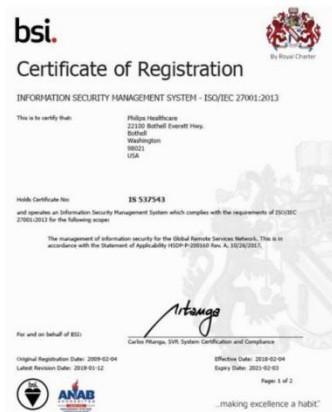 bsi.
By Royal Charter
Certificate of Registration
INFORMATION SECURITY MANAGEMENT SYSTEM - ISO/IEC 27001:2013
This is to certify that:
Philips Healthcare
22100 Bothell Everett Hwy.
Bothell
Washington
98021
USA
Holds Certificate No:
IS 537543
and operates an Information Security Management System which complies with the requirements of ISO/IEC
27001:2013 for the following scope:
The management of information security for the Global Remote Services Network. This is in
accordance with the Statement of Applicability HSDP-P-200160 Rev. A, 10/26/2017.
For and on behalf of BSI:
Carlos Pitanga, SVP, System Certification and Compliance
Original Registration Date: 2009-02-04
Effective Date: 2018-02-04
Latest Revision Date: 2018-01-12
Expiry Date: 2021-02-03
Page: 1 of 2
bsi
ANAB
...making excellence a habit.™